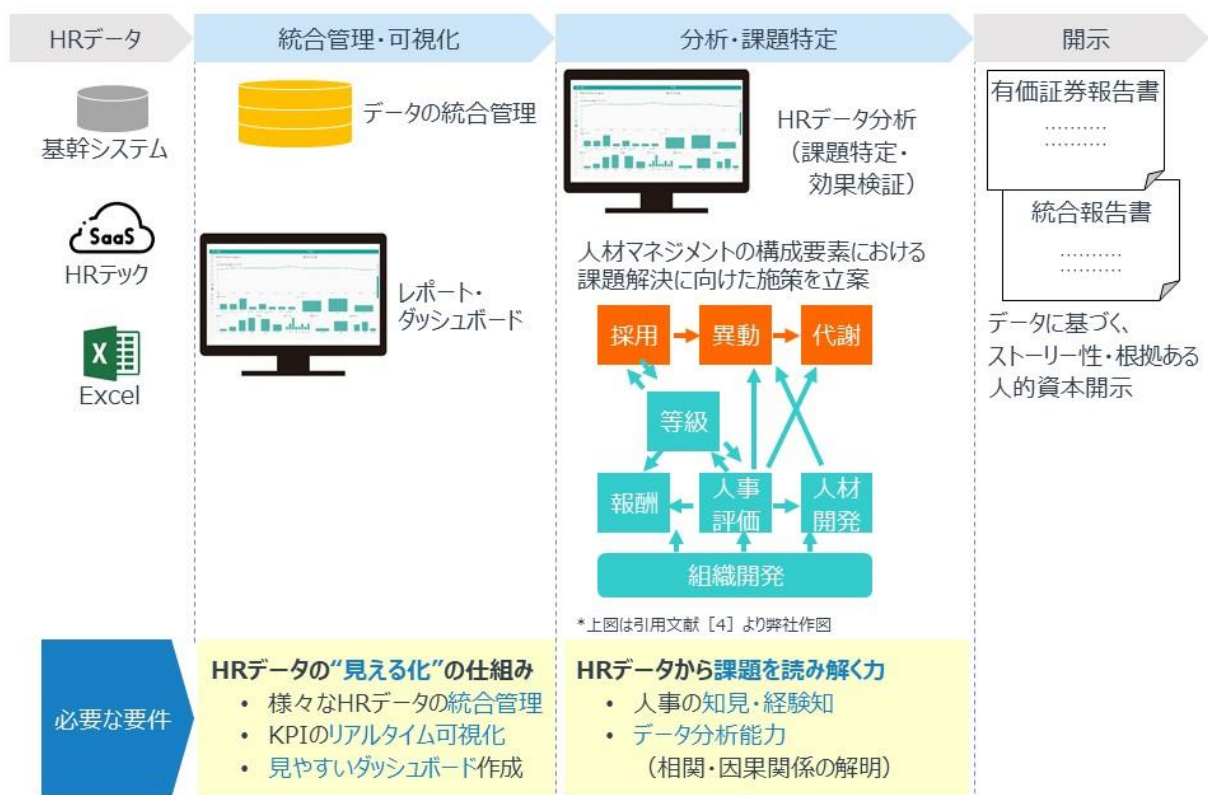 HRデータ
統合管理・可視化
分析・課題特定
開示
基幹システム
SaaS
HRテック
X
Excel
データの統合管理
レポート・
ダッシュボード
HRデータ分析
（課題特定・
効果検証）
人材マネジメントの構成要素における
課題解決に向けた施策を立案
採用
異動
代謝
等級
報酬
人事
評価
人材
開発
組織開発
*上図は引用文献［4］より弊社作図
有価証券報告書
..........
..........
統合報告書
..........
..........
データに基づく、
ストーリー性・根拠ある
人的資本開示
必要な要件
HRデータの“見える化”の仕組み
• 様々なHRデータの統合管理
• KPIのリアルタイム可視化
• 見やすいダッシュボード作成
HRデータから課題を読み解く力
• 人事の知見・経験知
• データ分析能力
（相関・因果関係の解明）